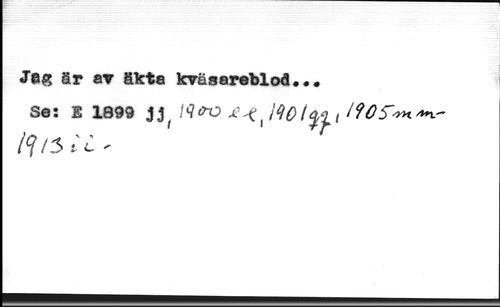 Jag är av äkta kväsareblod...
Se: E 1899 jj, 1900 ee, 1901 qq, 1905 mm-
1913 ii-